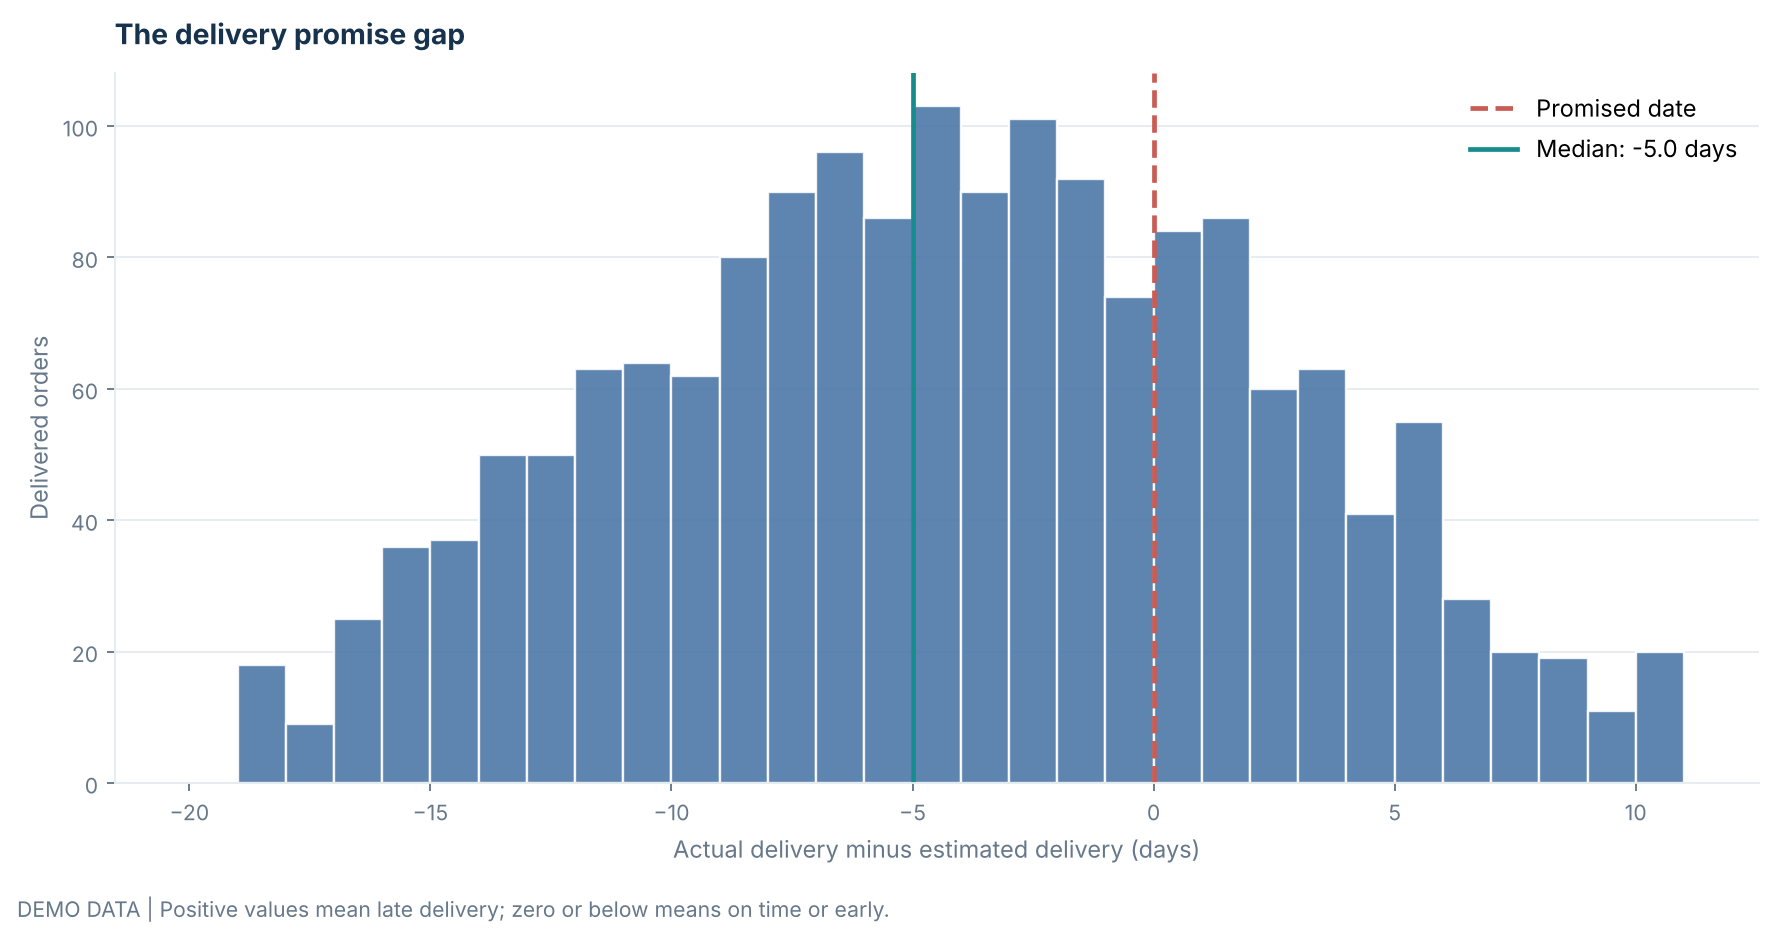 The delivery promise gap
Promised date
Median: -5.0 days
100
80
60
40
20
0
Delivered orders
−20 −15 −10 −5 0 5 10
Actual delivery minus estimated delivery (days)
DEMO DATA | Positive values mean late delivery; zero or below means on time or early.